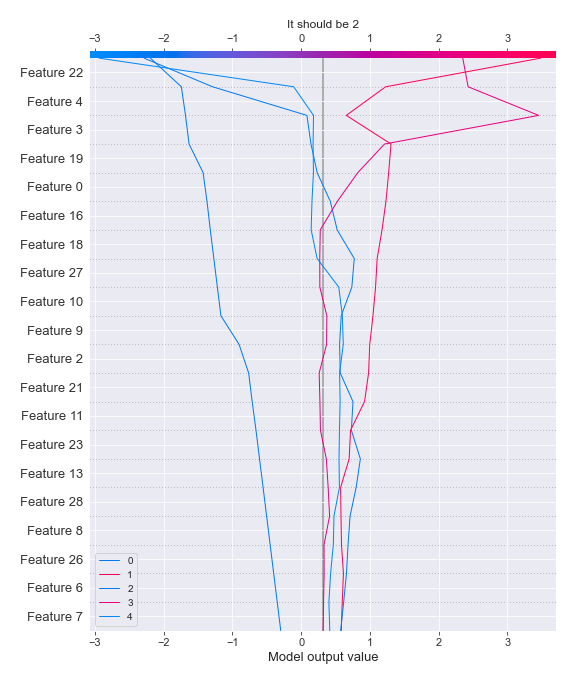 It should be 2
−3 −2 −1 0 1 2 3
Feature 22
Feature 4
Feature 3
Feature 19
Feature 0
Feature 16
Feature 18
Feature 27
Feature 10
Feature 9
Feature 2
Feature 21
Feature 11
Feature 23
Feature 13
Feature 28
Feature 8
Feature 26
Feature 6
Feature 7
0
1
2
3
4
−3 −2 −1 0 1 2 3
Model output value